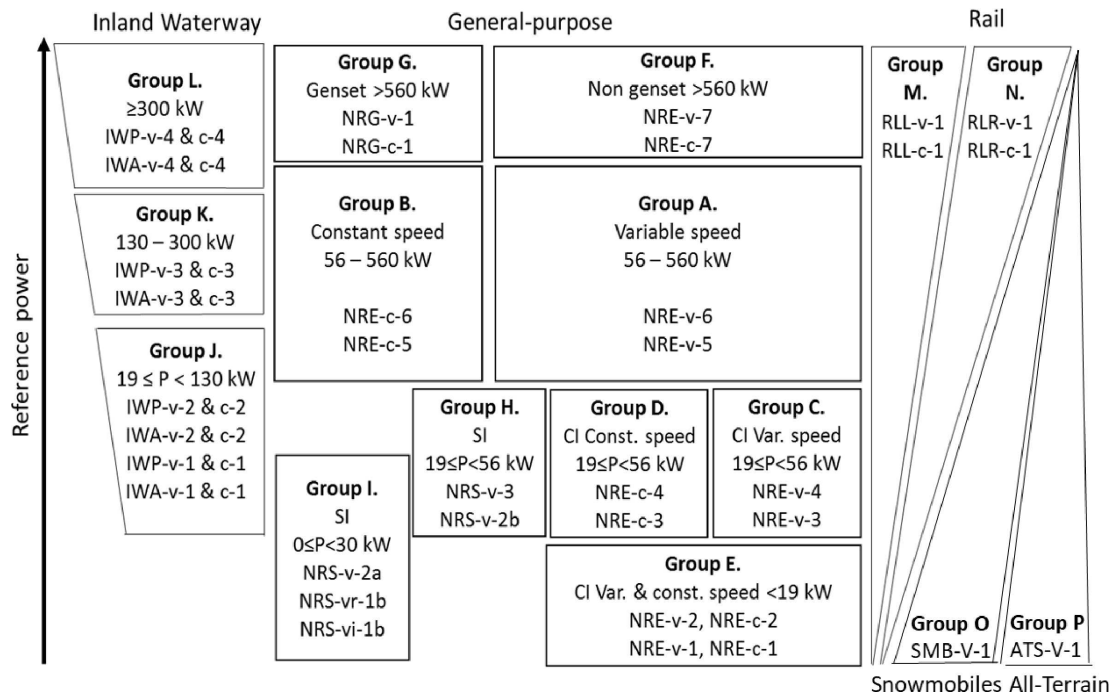 Inland Waterway
General-purpose
Rail
Reference power
Group L.
≥300 kW
IWP-v-4 & c-4
IWA-v-4 & c-4
Group K.
130 – 300 kW
IWP-v-3 & c-3
IWA-v-3 & c-3
Group J.
19 ≤ P < 130 kW
IWP-v-2 & c-2
IWA-v-2 & c-2
IWP-v-1 & c-1
IWA-v-1 & c-1
Group G.
Genset >560 kW
NRG-v-1
NRG-c-1
Group F.
Non genset >560 kW
NRE-v-7
NRE-c-7
Group B.
Constant speed
56 – 560 kW
NRE-c-6
NRE-c-5
Group A.
Variable speed
56 – 560 kW
NRE-v-6
NRE-v-5
Group I.
SI
0≤P<30 kW
NRS-v-2a
NRS-vr-1b
NRS-vi-1b
Group H.
SI
19≤P<56 kW
NRS-v-3
NRS-v-2b
Group D.
CI Const. speed
19≤P<56 kW
NRE-c-4
NRE-c-3
Group C.
CI Var. speed
19≤P<56 kW
NRE-v-4
NRE-v-3
Group E.
CI Var. & const. speed <19 kW
NRE-v-2, NRE-c-2
NRE-v-1, NRE-c-1
Group
M.
RLL-v-1
RLL-c-1
Group
N.
RLR-v-1
RLR-c-1
Group O
SMB-V-1
Group P
ATS-V-1
Snowmobiles All-Terrain